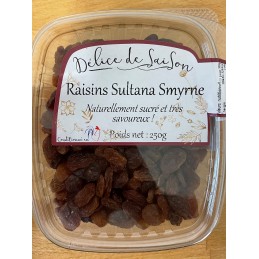 Délice de Saison
Raisins Sultana Smyrne
Naturellement sucré et très
savoureux !
Poids net : 250g